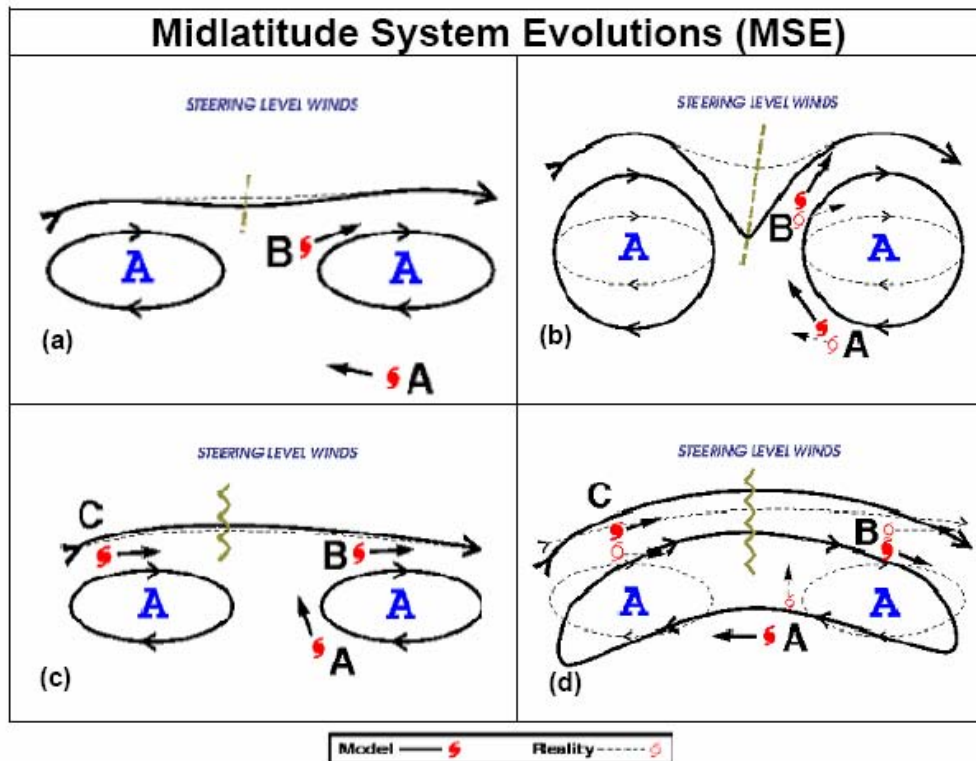 Midlatitude System Evolutions (MSE)
STEERING LEVEL WINDS
B
A
A
(a)
A
STEERING LEVEL WINDS
B
A
A
(b)
A
STEERING LEVEL WINDS
C
B
A
A
A
(c)
STEERING LEVEL WINDS
C
B
A
A
A
(d)
Model Reality